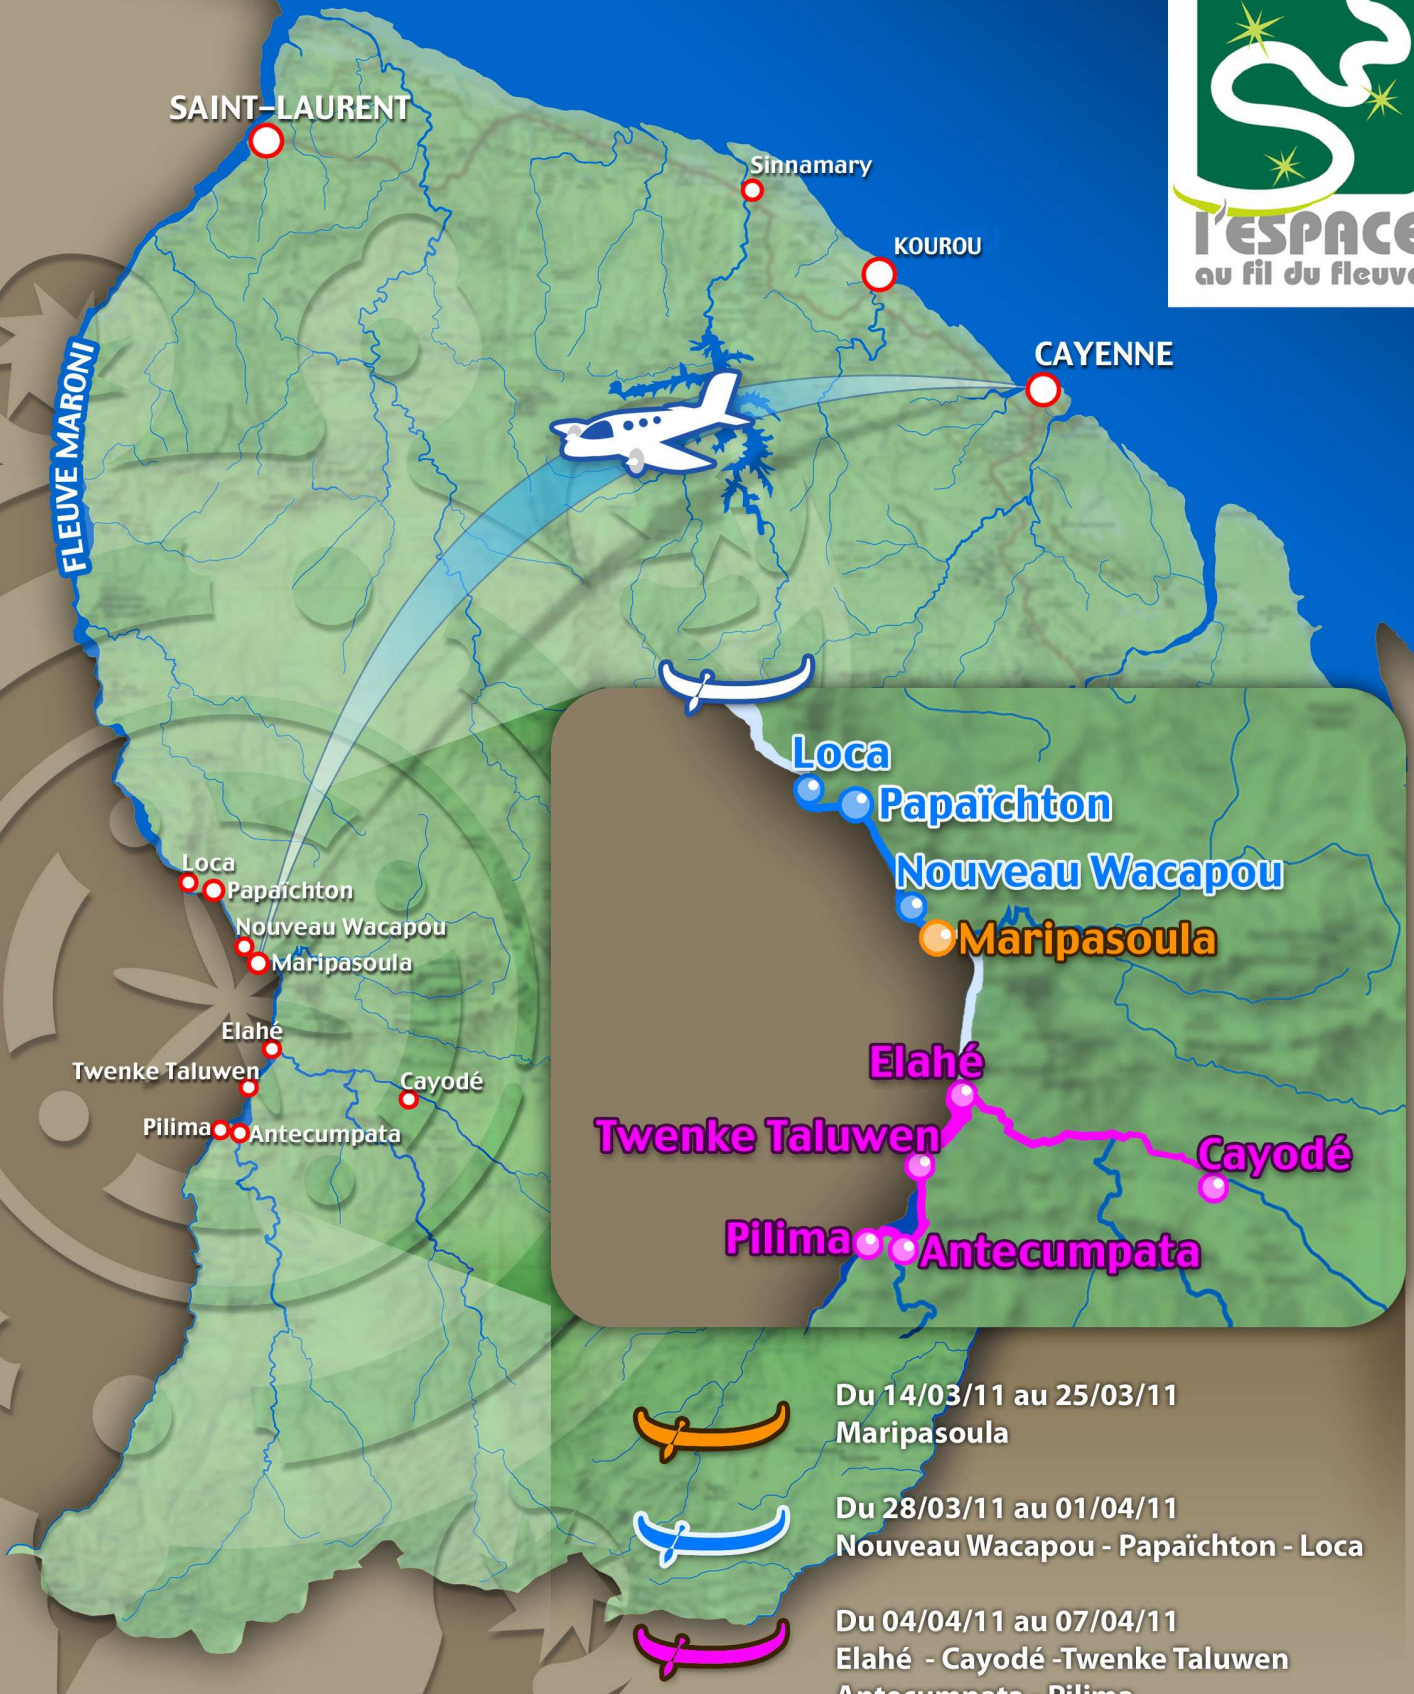 SAINT-LAURENT
Sinnamary
KOUROU
CAYENNE
l'ESPACE
au fil du fleuve
FLEUVE MARONI
Loca
Papaïchton
Nouveau Wacapou
Maripasoula
Elahé
Twenke Taluwen
Cayodé
Pilima
Antecumpata
Loca
Papaïchton
Nouveau Wacapou
Maripasoula
Elahé
Twenke Taluwen
Cayodé
Pilima
Antecumpata
Du 14/03/11 au 25/03/11
Maripasoula
Du 28/03/11 au 01/04/11
Nouveau Wacapou - Papaïchton - Loca
Du 04/04/11 au 07/04/11
Elahé - Cayodé -Twenke Taluwen
Antecumpata - Pilima